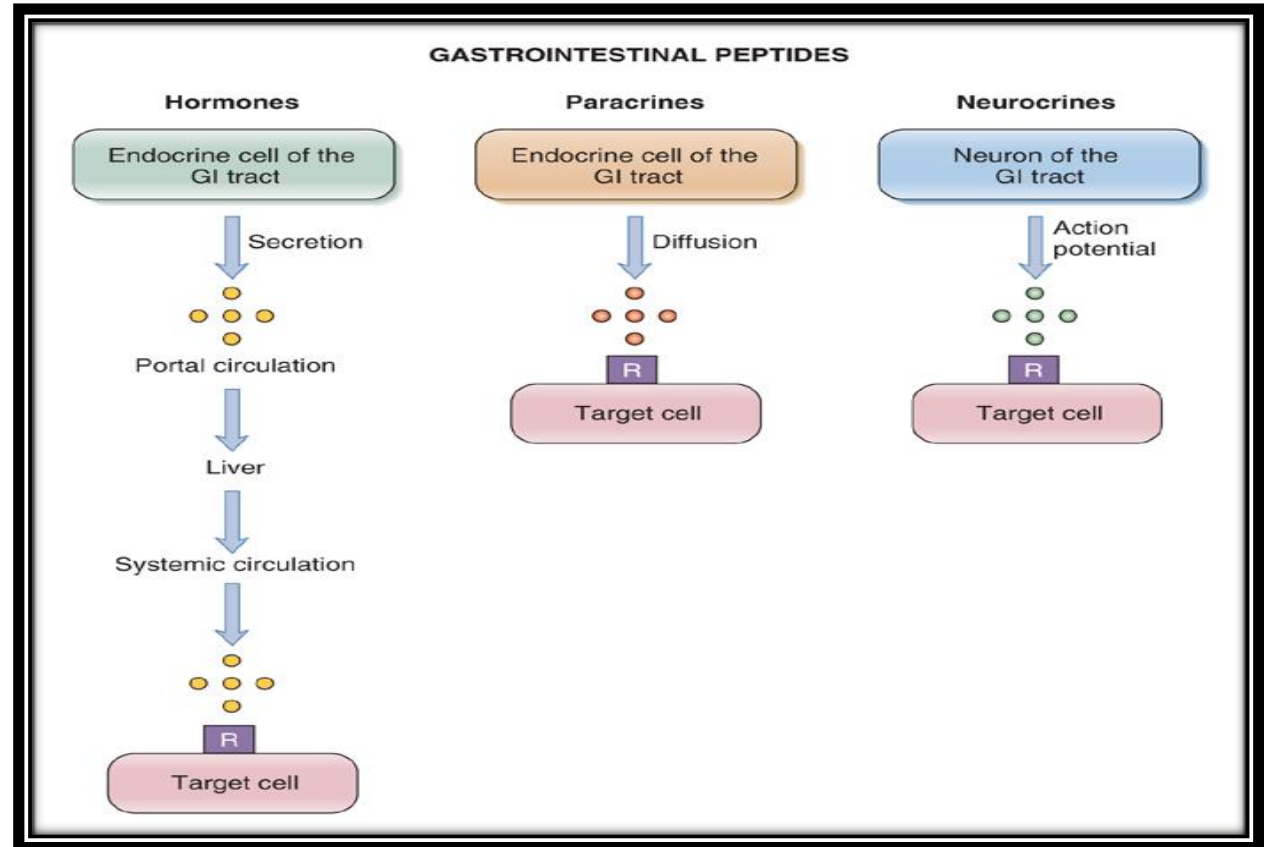 GASTROINTESTINAL PEPTIDES
Hormones
Endocrine cell of the
GI tract
Secretion
Portal circulation
Liver
Systemic circulation
R
Target cell
Paracrines
Endocrine cell of the
GI tract
Diffusion
R
Target cell
Neurocrines
Neuron of the
GI tract
Action
potential
R
Target cell